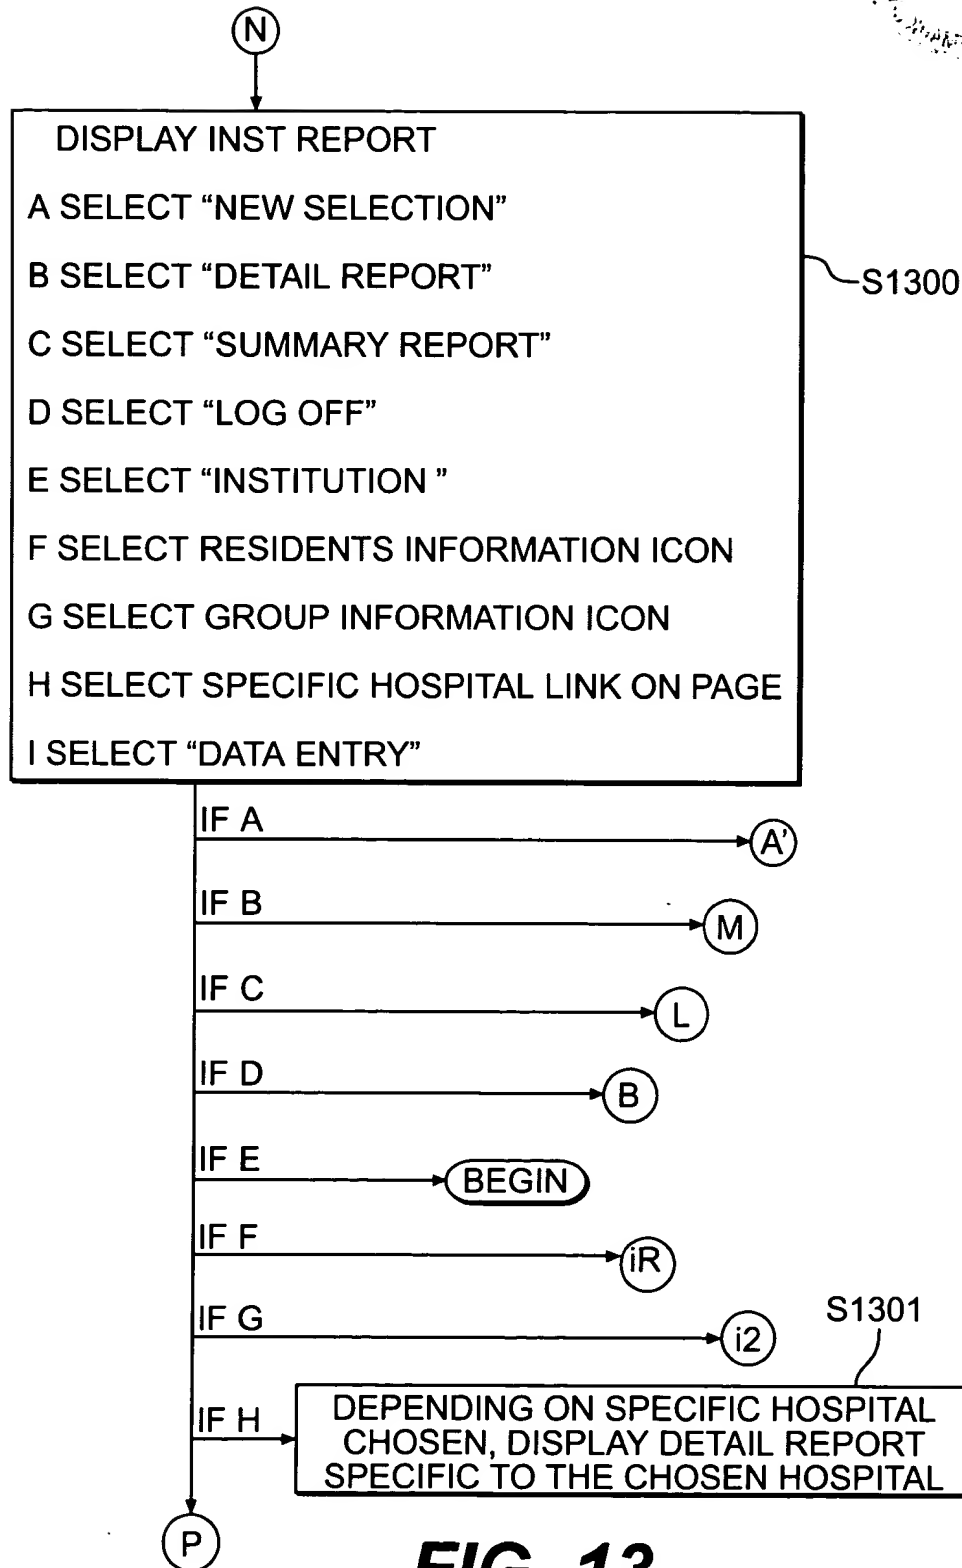 N
DISPLAY INST REPORT
A SELECT “NEW SELECTION”
B SELECT “DETAIL REPORT”
C SELECT “SUMMARY REPORT”
D SELECT “LOG OFF”
E SELECT “INSTITUTION ”
F SELECT RESIDENTS INFORMATION ICON
G SELECT GROUP INFORMATION ICON
H SELECT SPECIFIC HOSPITAL LINK ON PAGE
I SELECT “DATA ENTRY”
S1300
IF A
A'
IF B
M
IF C
L
IF D
B
IF E
BEGIN
IF F
iR
IF G
i2
S1301
IF H
DEPENDING ON SPECIFIC HOSPITAL
CHOSEN, DISPLAY DETAIL REPORT
SPECIFIC TO THE CHOSEN HOSPITAL
P
FIG. 13